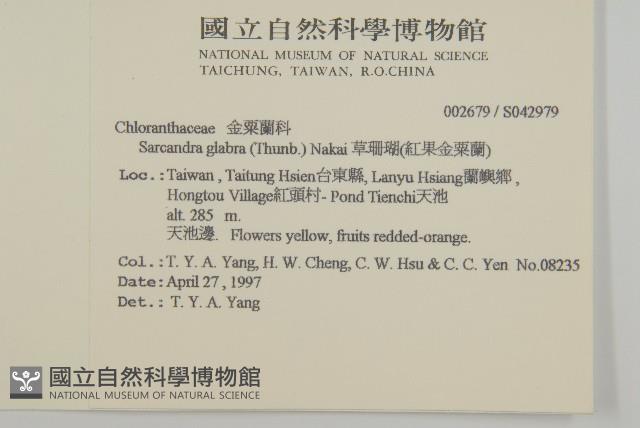 國立自然科學博物館
NATIONAL MUSEUM OF NATURAL SCIENCE
TAICHUNG, TAIWAN, R.O.CHINA
002679 / S042979
Chloranthaceae 金粟蘭科
Sarcandra glabra (Thunb.) Nakai 草珊瑚(紅果金粟蘭)
Loc.: Taiwan , Taitung Hsien台東縣, Lanyu Hsiang蘭嶼鄉 ,
Hongtou Village紅頭村- Pond Tienchi天池
alt. 285 m.
天池邊. Flowers yellow, fruits redded-orange.
Col.: T. Y. A. Yang, H. W. Cheng, C. W. Hsu & C. C. Yen No.08235
Date: April 27 , 1997
Det.: T. Y. A. Yang
國立自然科學博物館
NATIONAL MUSEUM OF NATURAL SCIENCE